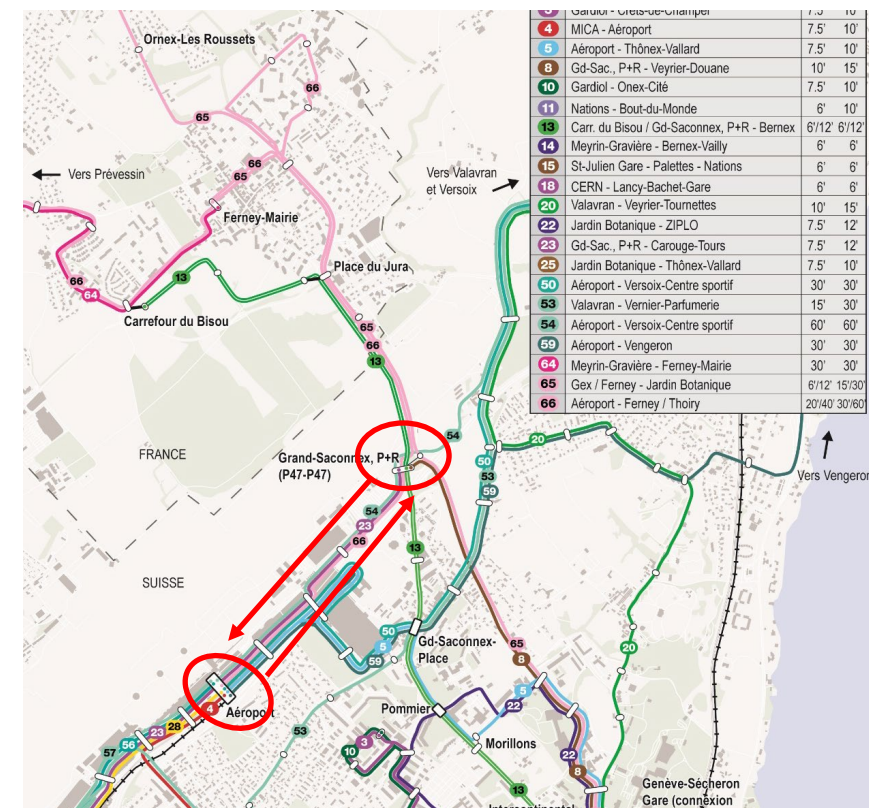 3 Gardiol - Crêts-de-Champel 7.5' 10'
4 MICA - Aéroport 7.5' 10'
5 Aéroport - Thônex-Vallard 7.5' 10'
8 Gd-Sac., P+R - Veyrier-Douane 10' 15'
10 Gardiol - Onex-Cité 7.5' 10'
11 Nations - Bout-du-Monde 6' 10'
13 Carr. du Bisou / Gd-Saconnex, P+R - Bernex 6'/12' 6'/12'
14 Meyrin-Gravière - Bernex-Vailly 6' 6'
15 St-Julien Gare - Palettes - Nations 6' 6'
18 CERN - Lancy-Bachet-Gare 6' 6'
20 Valavran - Veyrier-Tournettes 10' 15'
22 Jardin Botanique - ZIPLO 7.5' 12'
23 Gd-Sac., P+R - Carouge-Tours 7.5' 12'
25 Jardin Botanique - Thônex-Vallard 7.5' 10'
50 Aéroport - Versoix-Centre sportif 30' 30'
53 Valavran - Vernier-Parfumerie 15' 30'
54 Aéroport - Versoix-Centre sportif 60' 60'
59 Aéroport - Vengeron 30' 30'
64 Meyrin-Gravière - Ferney-Mairie 30' 30'
65 Gex / Ferney - Jardin Botanique 6'/12' 15'/30'
66 Aéroport - Ferney / Thoiry 20'/40' 30'/60'
Ornex-Les Roussets
66
65
66
65
Vers Prévessin
Vers Valavran
et Versoix
Ferney-Mairie
Place du Jura
13
66
64
Carrefour du Bisou
65
66
13
54
20
FRANCE
Grand-Saconnex, P+R
(P47-P47)
50
53
59
Vers Vengeron
54
23
66
13
SUISSE
50
5
59
Gd-Saconnex-
Place
65
8
20
4
Aéroport
Pommier
5
22
23
28
56
57
53
3
10
Morillons
22
8
13
Genève-Sécheron
Gare (connexion
Intercontinental